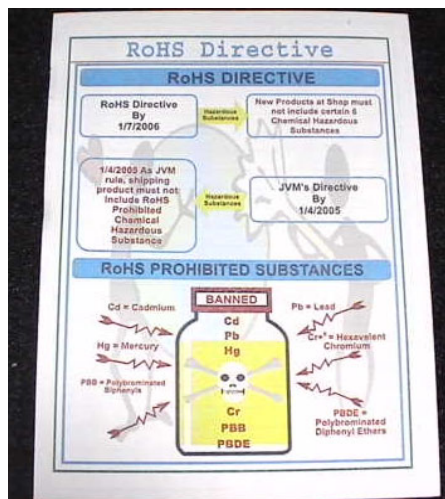 RoHS Directive
RoHS DIRECTIVE
RoHS Directive
By
1/7/2006
Hazardous
Substances
New Products at Shop must
not include certain 6
Chemical Hazardous
Substances
1/4/2005 As JVM
rule, shipping
product must not
Include RoHS
Prohibited
Chemical
Hazardous
Substance
Hazardous
Substances
JVM's Directive
By
1/4/2005
RoHS PROHIBITED SUBSTANCES
BANNED
Cd = Cadmium
Hg = Mercury
PBB = Polybrominated
Biphenyls
Cd
Pb
Hg
Cr
PBB
PBDE
Pb = Lead
= Hexavelent
Chromium
PBDE =
Polybrominated
Diphenyl Ethers